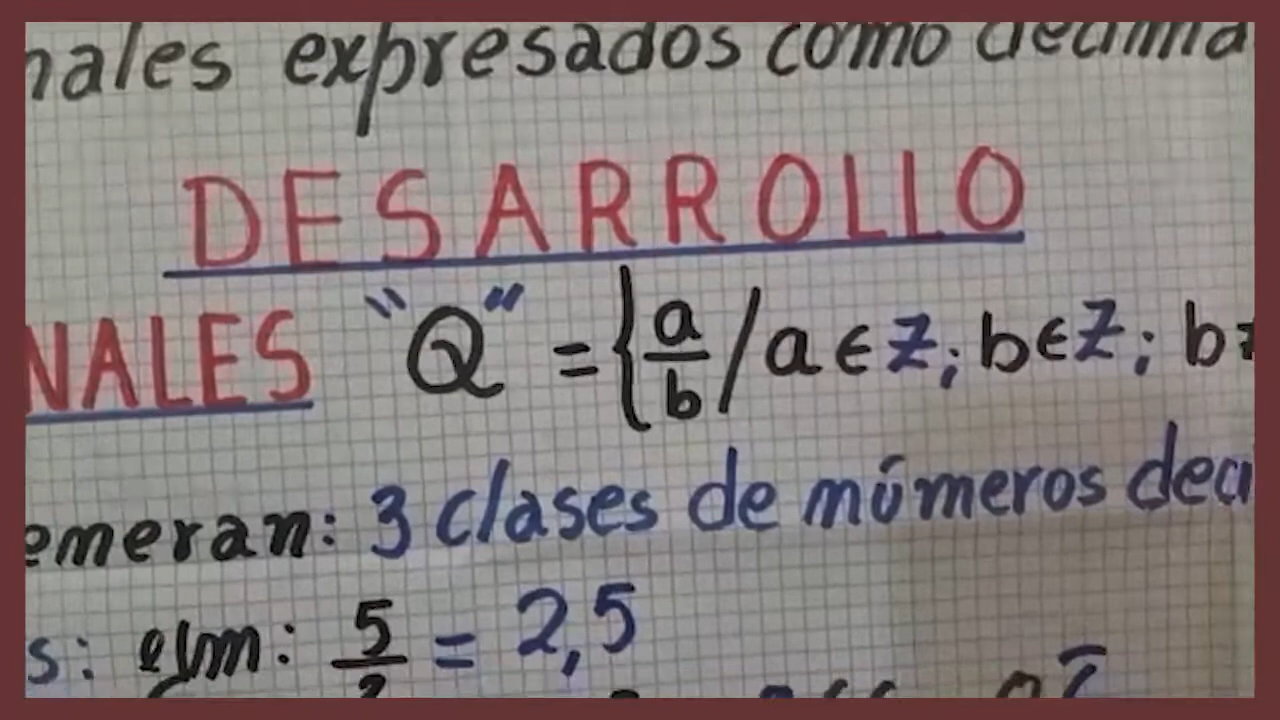 nales expresados como decima
DESARROLLO
NALES "Q" = { a/b / a ∈ Z; b ∈ Z; b
emeran: 3 clases de números deci
s: ejm: 5/2 = 2,5